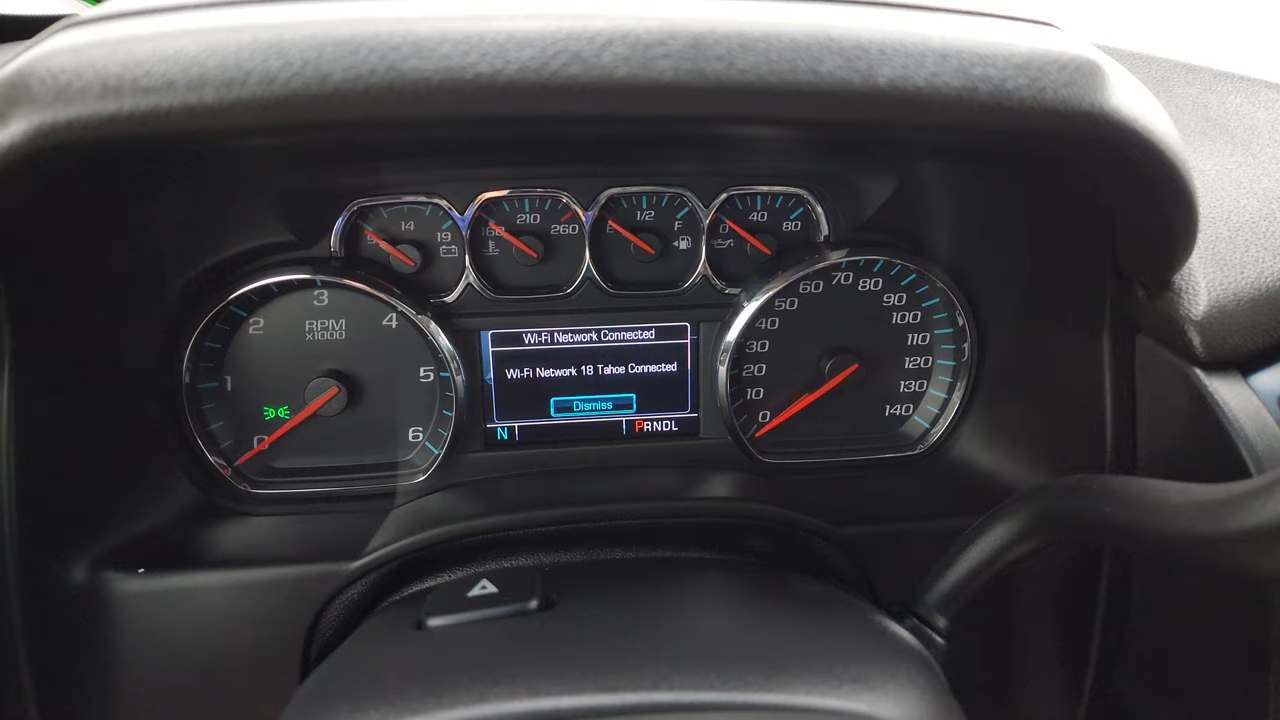 14
9 19
210
160 260
1/2
E F
40
0 80
3
2 4
RPM
x1000
1 5
0 6
Wi-Fi Network Connected
Wi-Fi Network 18 Tahoe Connected
Dismiss
N PRNDL
70
60 80
50 90
40 100
30 110
20 120
10 130
0 140